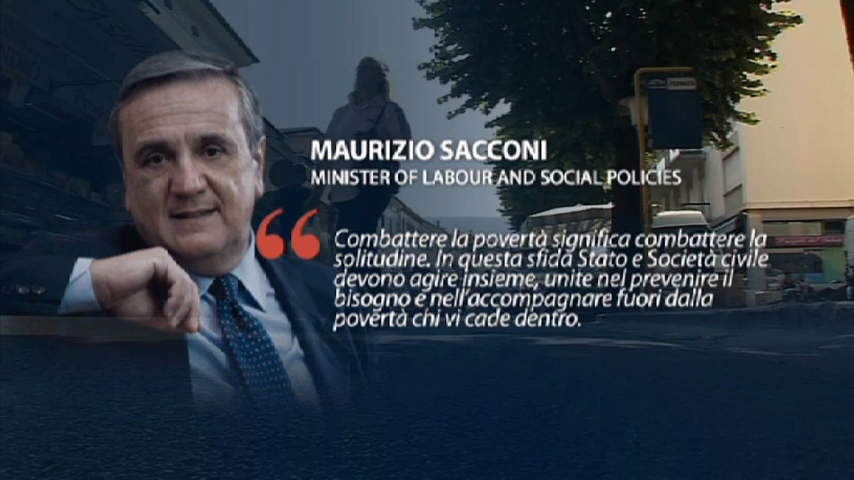 MAURIZIO SACCONI
MINISTER OF LABOUR AND SOCIAL POLICIES
Combattere la povertà significa combattere la
solitudine. In questa sfida Stato e Società civile
devono agire insieme, unite nel prevenire il
bisogno e nell'accompagnare fuori dalla
povertà chi vi cade dentro.